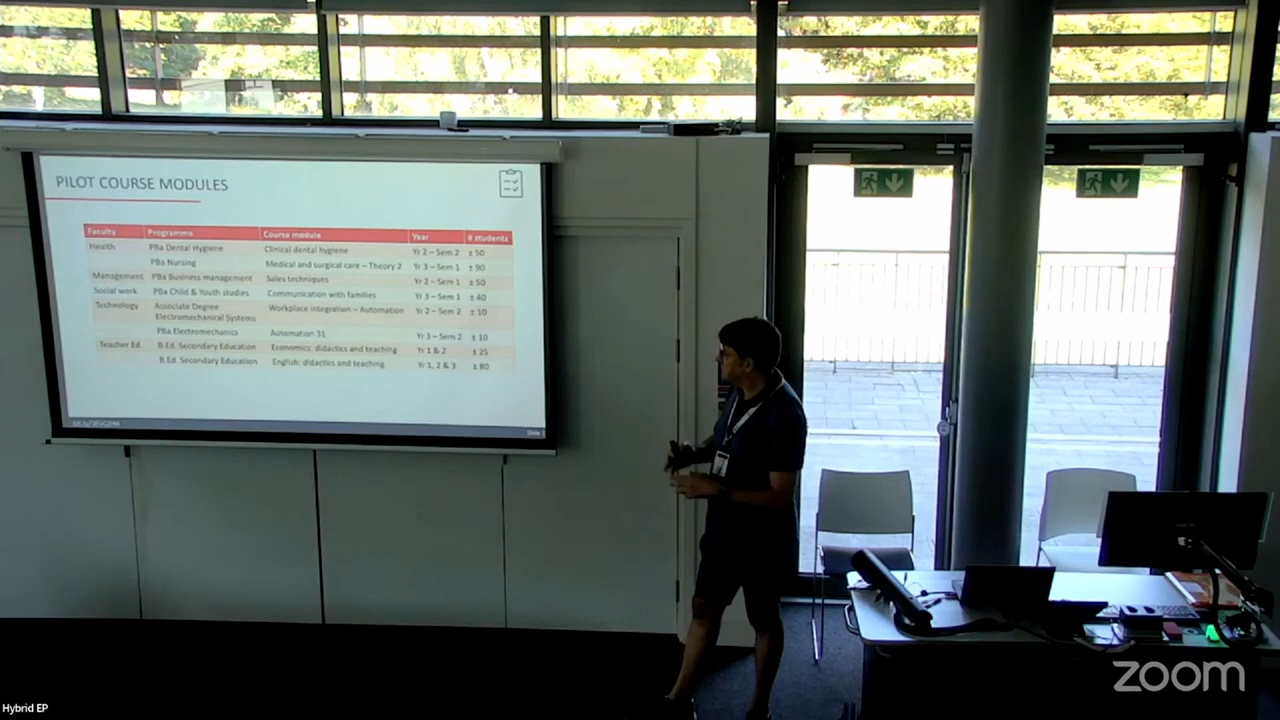 PILOT COURSE MODULES
Faculty Programme Course module Year # students
Health PBa Dental Hygiene Clinical dental hygiene Yr 2 – Sem 2 ± 50
PBa Nursing Medical and surgical care – Theory 2 Yr 3 – Sem 1 ± 90
Management PBa Business management Sales techniques Yr 2 – Sem 1 ± 50
Social work PBa Child & Youth studies Communication with families Yr 3 – Sem 1 ± 40
Technology Associate Degree Workplace integration – Automation Yr 2 – Sem 2 ± 10
Electromechanical Systems
PBa Electromechanics Automation 31 Yr 3 – Sem 2 ± 10
Teacher Ed. B.Ed. Secondary Education Economics: didactics and teaching Yr 1 & 2 ± 25
B.Ed. Secondary Education English: didactics and teaching Yr 1, 2 & 3 ± 80
zoom
Hybrid EP